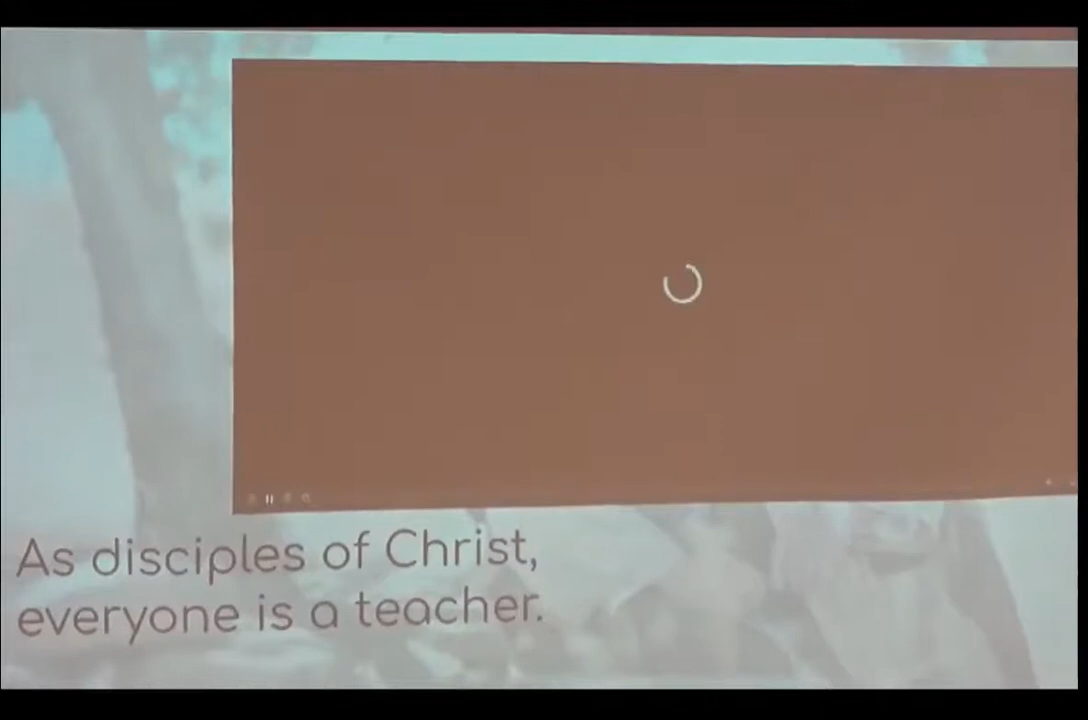 As disciples of Christ,
everyone is a teacher.